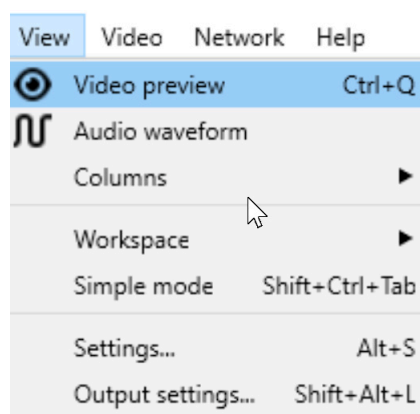 View Video Network Help
Video preview Ctrl+Q
Audio waveform
Columns
Workspace
Simple mode Shift+Ctrl+Tab
Settings... Alt+S
Output settings... Shift+Alt+L